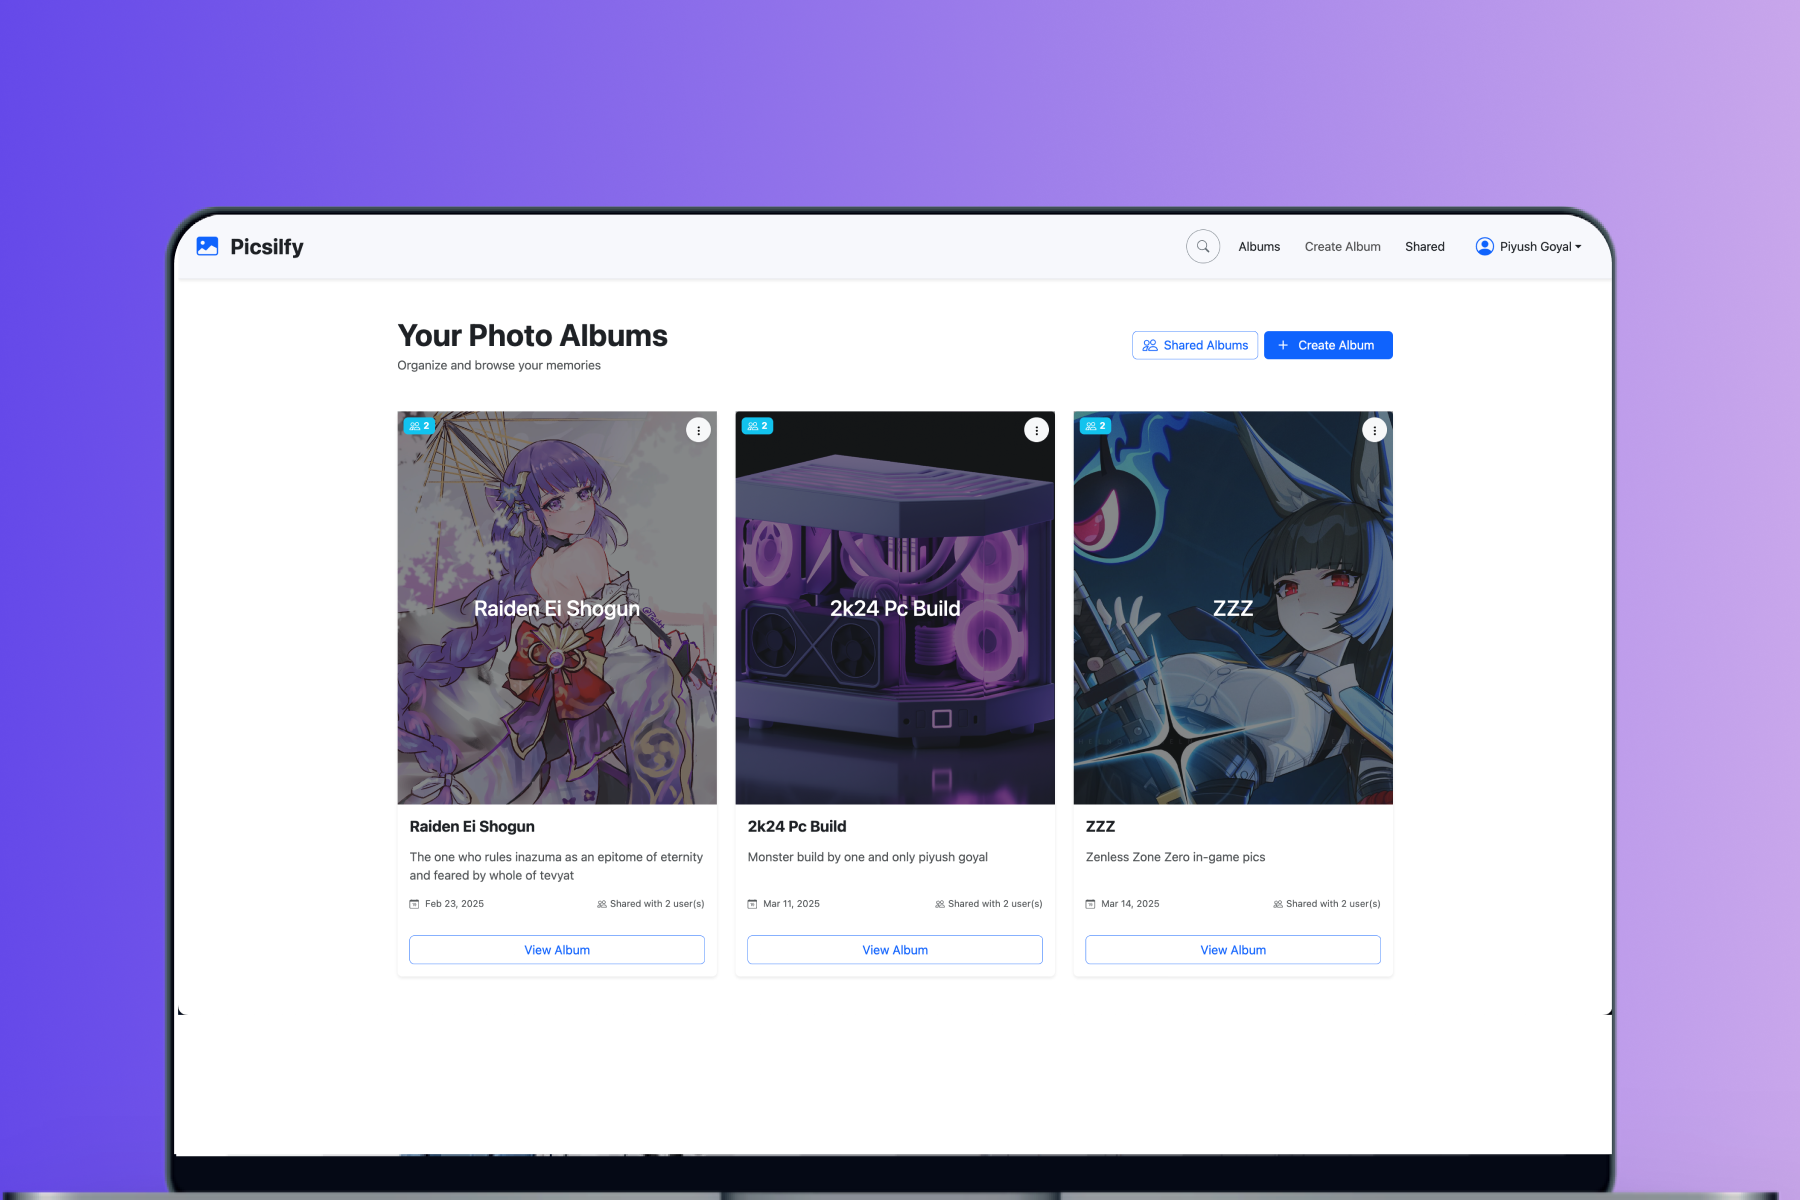 Picsilfy
Albums
Create Album
Shared
Piyush Goyal
Your Photo Albums
Organize and browse your memories
Shared Albums
+ Create Album
2
Raiden Ei Shogun
Raiden Ei Shogun
The one who rules inazuma as an epitome of eternity
and feared by whole of tevyat
Feb 23, 2025
Shared with 2 user(s)
View Album
2
2k24 Pc Build
2k24 Pc Build
Monster build by one and only piyush goyal
Mar 11, 2025
Shared with 2 user(s)
View Album
2
ZZZ
ZZZ
Zenless Zone Zero in-game pics
Mar 14, 2025
Shared with 2 user(s)
View Album